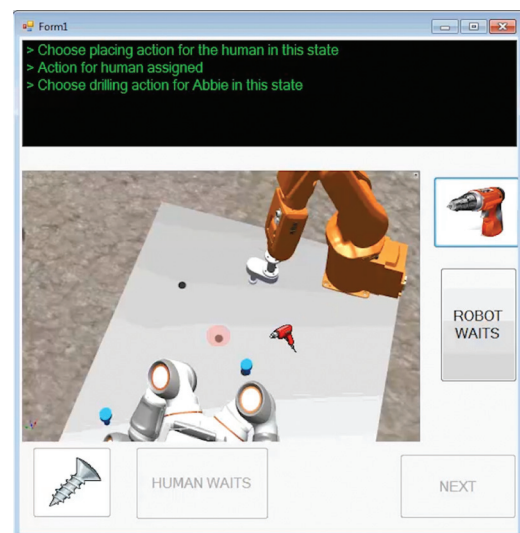 Form1
> Choose placing action for the human in this state
> Action for human assigned
> Choose drilling action for Abbie in this state
ROBOT
WAITS
HUMAN WAITS
NEXT